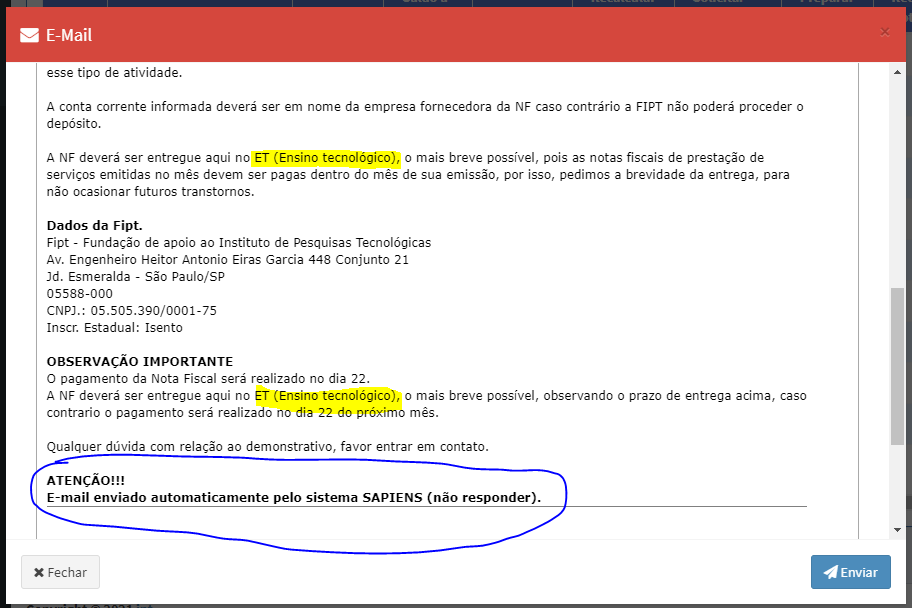 E-Mail
×
esse tipo de atividade.
A conta corrente informada deverá ser em nome da empresa fornecedora da NF caso contrário a FIPT não poderá proceder o
depósito.
A NF deverá ser entregue aqui no ET (Ensino tecnológico), o mais breve possível, pois as notas fiscais de prestação de
serviços emitidas no mês devem ser pagas dentro do mês de sua emissão, por isso, pedimos a brevidade da entrega, para
não ocasionar futuros transtornos.
Dados da Fipt.
Fipt - Fundação de apoio ao Instituto de Pesquisas Tecnológicas
Av. Engenheiro Heitor Antonio Eiras Garcia 448 Conjunto 21
Jd. Esmeralda - São Paulo/SP
05588-000
CNPJ.: 05.505.390/0001-75
Inscr. Estadual: Isento
OBSERVAÇÃO IMPORTANTE
O pagamento da Nota Fiscal será realizado no dia 22.
A NF deverá ser entregue aqui no ET (Ensino tecnológico), o mais breve possível, observando o prazo de entrega acima, caso
contrario o pagamento será realizado no dia 22 do próximo mês.
Qualquer dúvida com relação ao demonstrativo, favor entrar em contato.
ATENÇÃO!!!
E-mail enviado automaticamente pelo sistema SAPIENS (não responder).
Fechar
Enviar